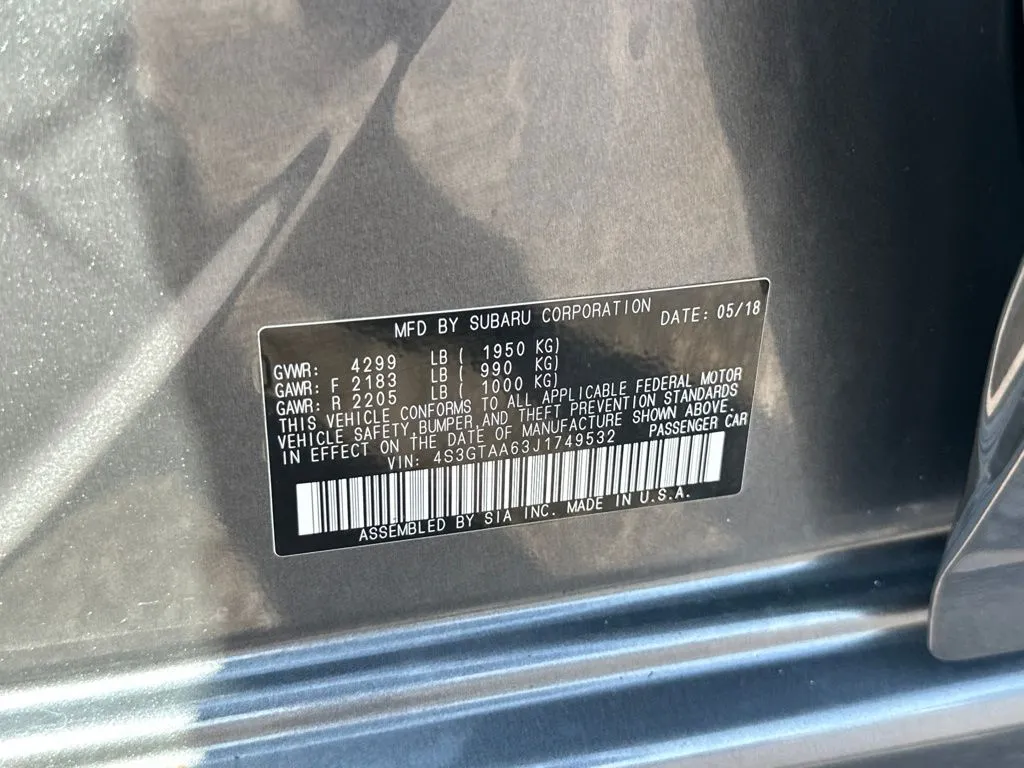 MFD BY SUBARU CORPORATION DATE: 05/18
GVWR: 4299 LB ( 1950 KG)
GAWR: F 2183 LB ( 990 KG)
GAWR: R 2205 LB ( 1000 KG)
THIS VEHICLE CONFORMS TO ALL APPLICABLE FEDERAL MOTOR
VEHICLE SAFETY, BUMPER, AND THEFT PREVENTION STANDARDS
IN EFFECT ON THE DATE OF MANUFACTURE SHOWN ABOVE.
VIN: 4S3GTAA63J1749532 PASSENGER CAR
ASSEMBLED BY SIA INC. MADE IN U.S.A.